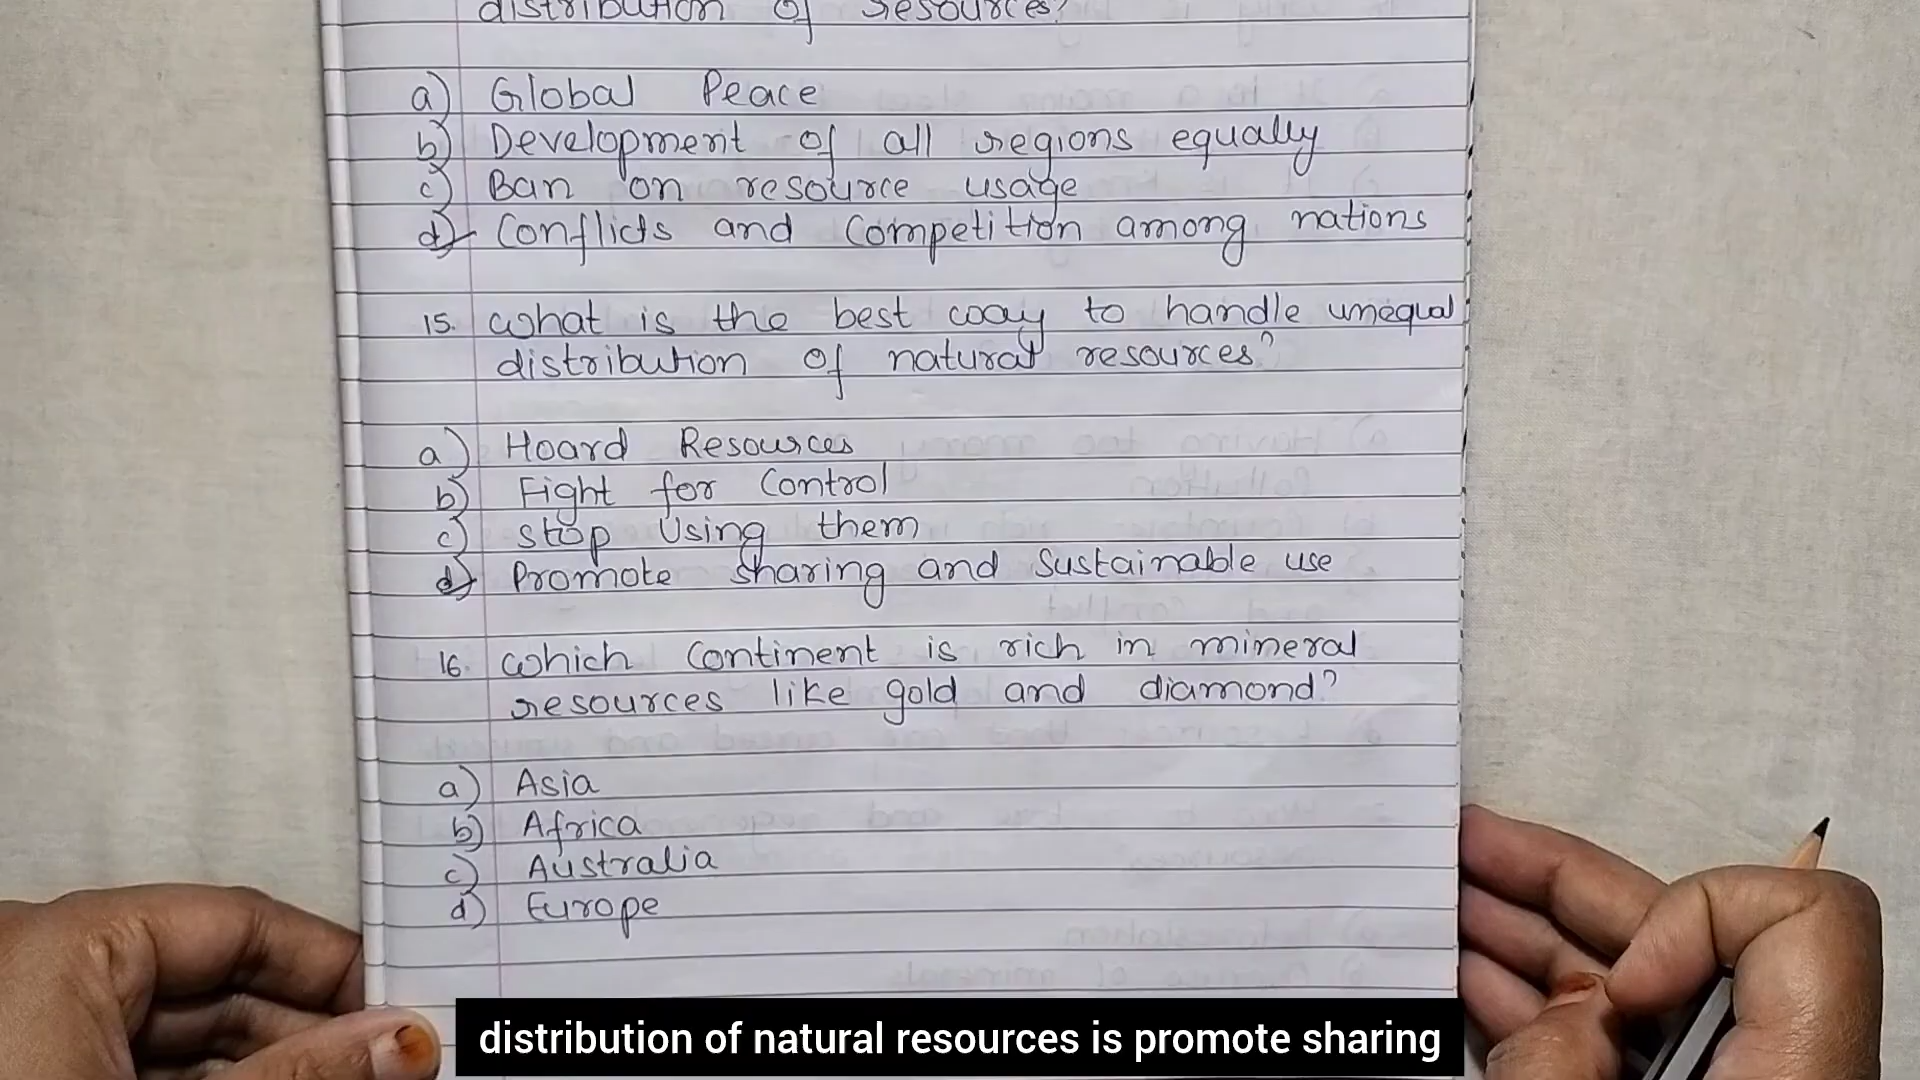 distribution of resources?
a) Global Peace
b) Development of all regions equally
c) Ban on resource usage
d) Conflicts and Competition among nations
15. what is the best way to handle unequal
distribution of natural resources?
a) Hoard Resources
b) Fight for Control
c) Stop Using them
d) Promote sharing and Sustainable use
16. which Continent is rich in mineral
resources like gold and diamond?
a) Asia
b) Africa
c) Australia
d) Europe
distribution of natural resources is promote sharing